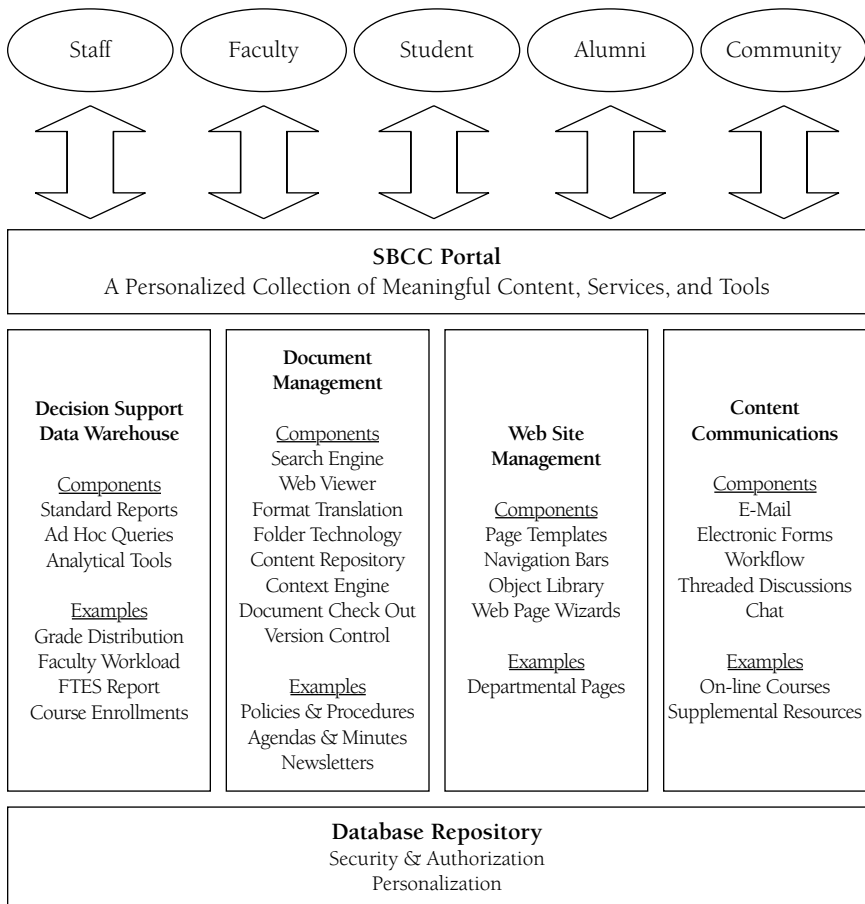 Staff
Faculty
Student
Alumni
Community
SBCC Portal
A Personalized Collection of Meaningful Content, Services, and Tools
Decision Support
Data Warehouse
Components
Standard Reports
Ad Hoc Queries
Analytical Tools
Examples
Grade Distribution
Faculty Workload
FTES Report
Course Enrollments
Document
Management
Components
Search Engine
Web Viewer
Format Translation
Folder Technology
Content Repository
Context Engine
Document Check Out
Version Control
Examples
Policies & Procedures
Agendas & Minutes
Newsletters
Web Site
Management
Components
Page Templates
Navigation Bars
Object Library
Web Page Wizards
Examples
Departmental Pages
Content
Communications
Components
E-Mail
Electronic Forms
Workflow
Threaded Discussions
Chat
Examples
On-line Courses
Supplemental Resources
Database Repository
Security & Authorization
Personalization